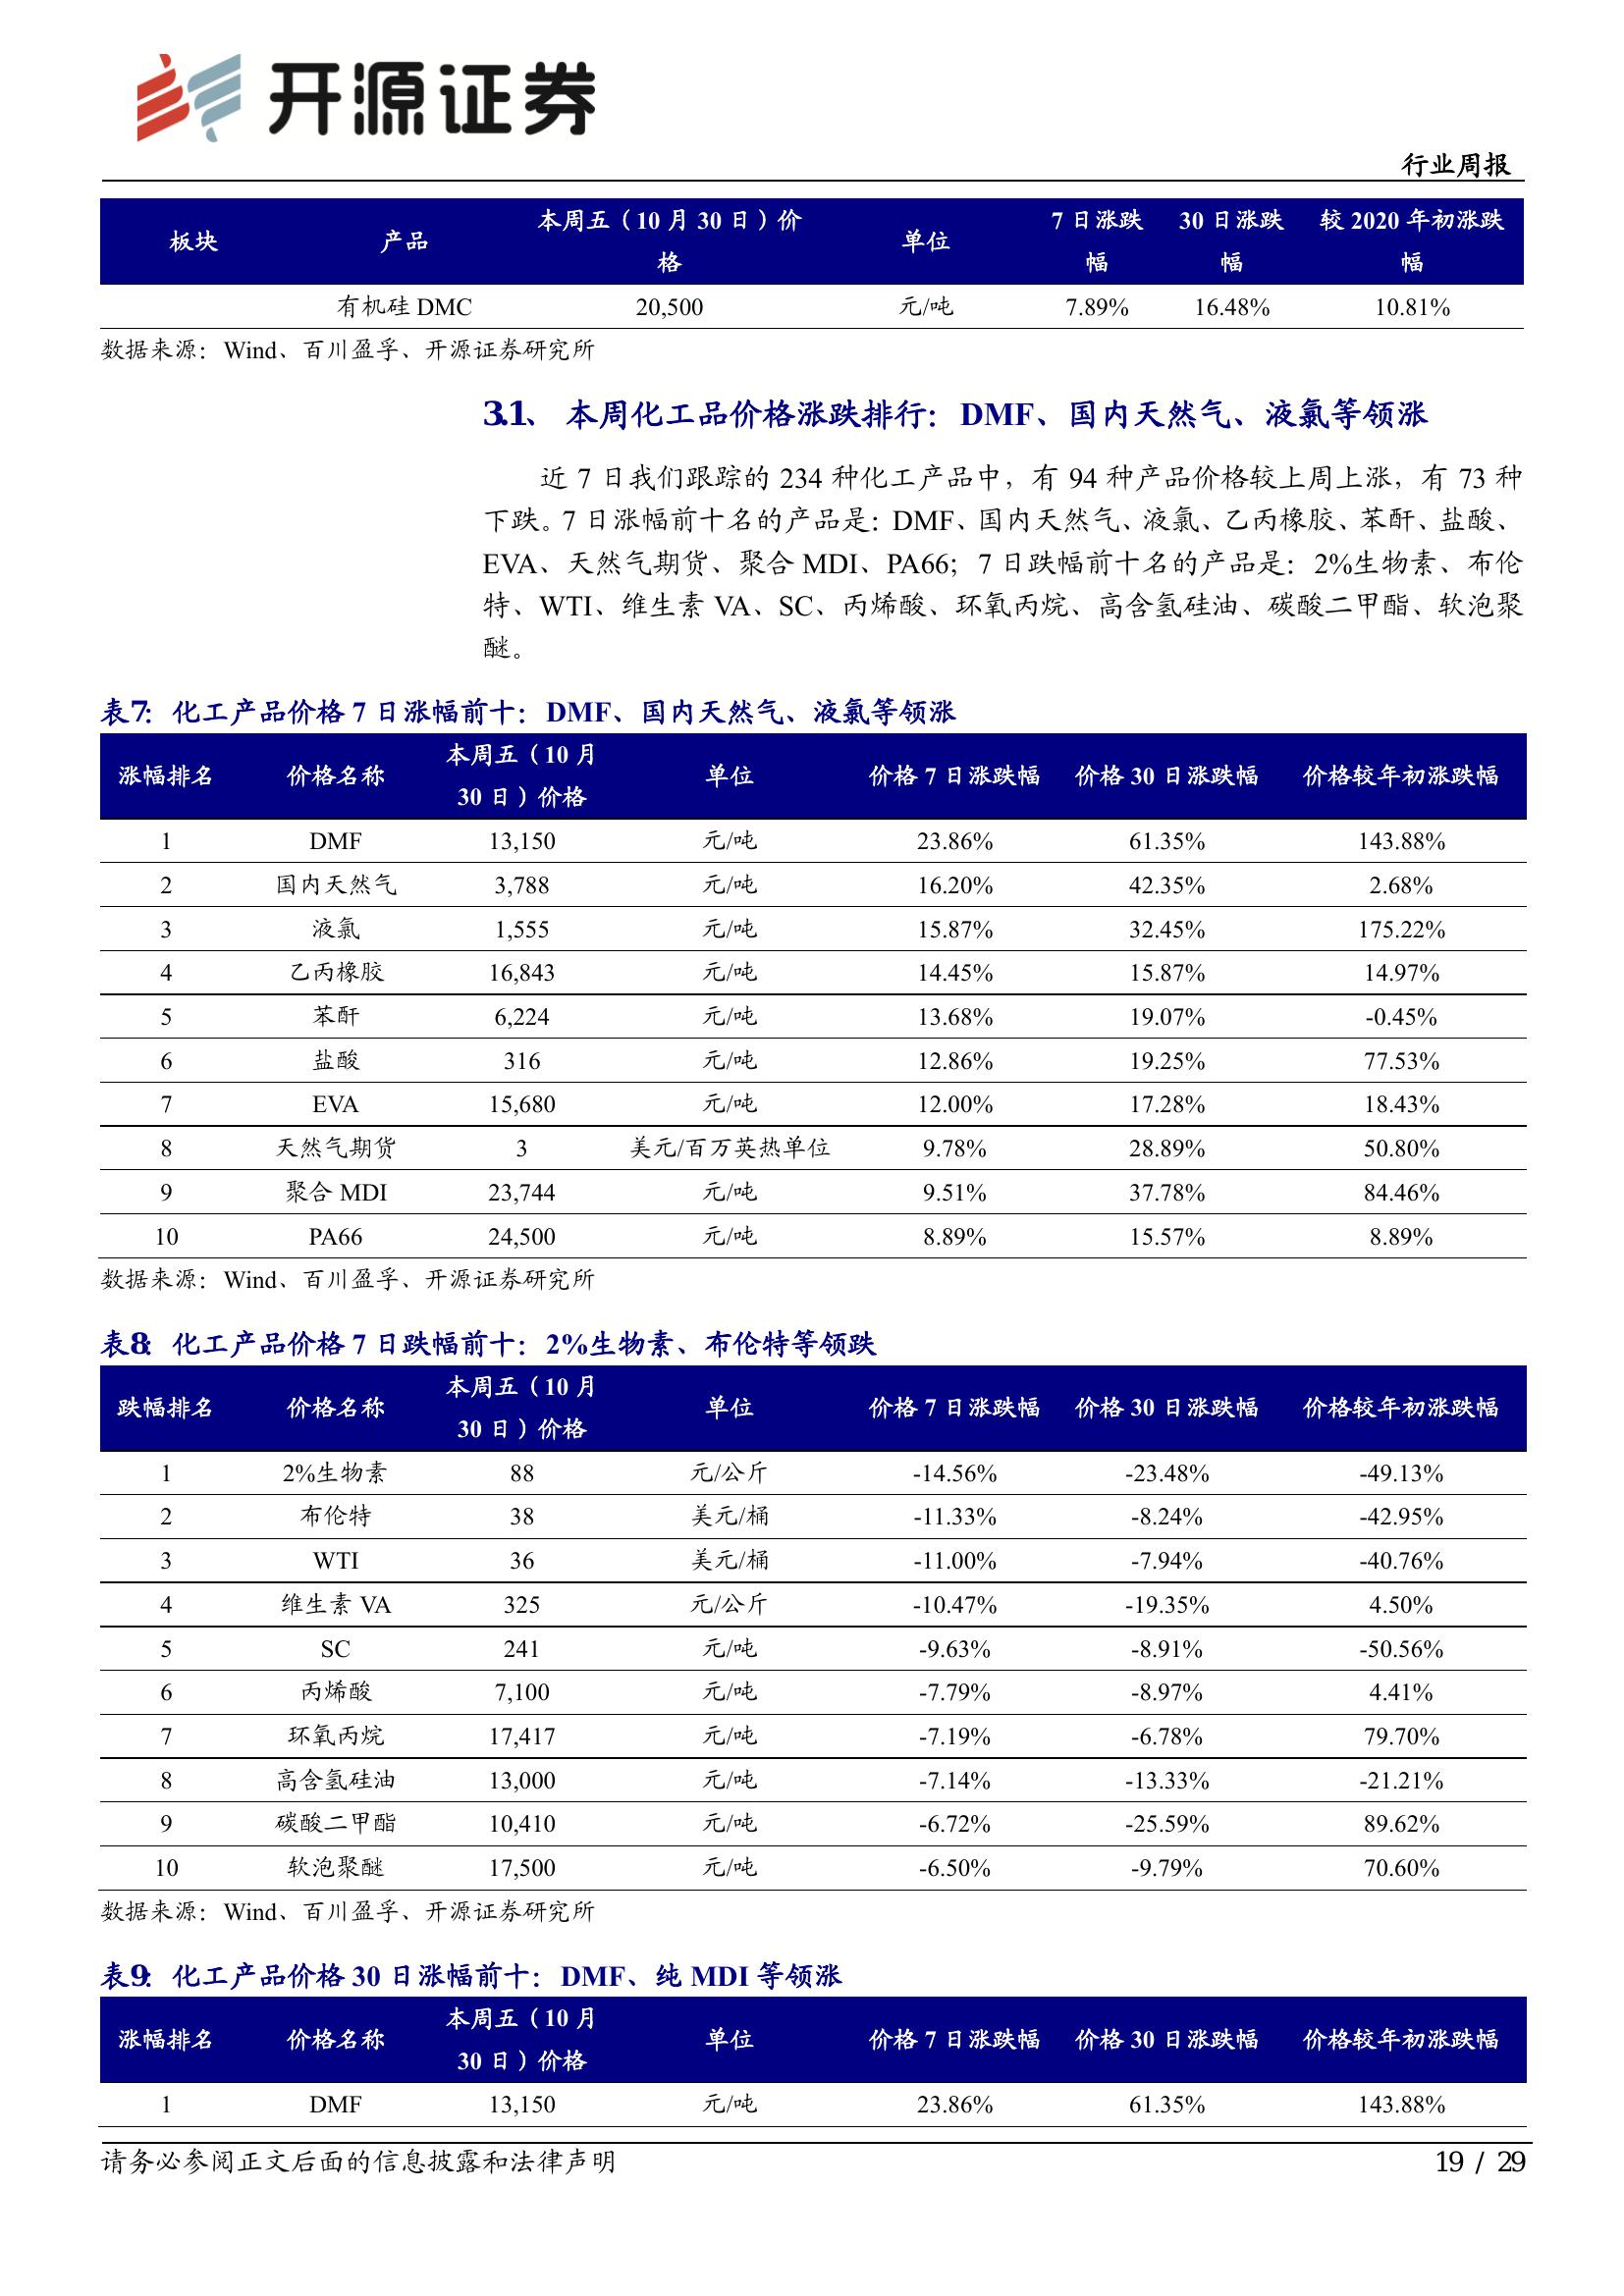 开源证券
行业周报
板块 产品 本周五（10 月 30 日）价格 单位 7 日涨跌幅 30 日涨跌幅 较 2020 年初涨跌幅
有机硅 DMC 20,500 元/吨 7.89% 16.48% 10.81%
数据来源：Wind、百川盈孚、开源证券研究所
3.1、 本周化工品价格涨跌排行：DMF、国内天然气、液氯等领涨
近 7 日我们跟踪的 234 种化工产品中，有 94 种产品价格较上周上涨，有 73 种
下跌。7 日涨幅前十名的产品是：DMF、国内天然气、液氯、乙丙橡胶、苯酐、盐酸、
EVA、天然气期货、聚合 MDI、PA66；7 日跌幅前十名的产品是：2%生物素、布伦
特、WTI、维生素 VA、SC、丙烯酸、环氧丙烷、高含氢硅油、碳酸二甲酯、软泡聚
醚。
表7：化工产品价格 7 日涨幅前十：DMF、国内天然气、液氯等领涨
涨幅排名 价格名称 本周五（10 月 30 日）价格 单位 价格 7 日涨跌幅 价格 30 日涨跌幅 价格较年初涨跌幅
1 DMF 13,150 元/吨 23.86% 61.35% 143.88%
2 国内天然气 3,788 元/吨 16.20% 42.35% 2.68%
3 液氯 1,555 元/吨 15.87% 32.45% 175.22%
4 乙丙橡胶 16,843 元/吨 14.45% 15.87% 14.97%
5 苯酐 6,224 元/吨 13.68% 19.07% -0.45%
6 盐酸 316 元/吨 12.86% 19.25% 77.53%
7 EVA 15,680 元/吨 12.00% 17.28% 18.43%
8 天然气期货 3 美元/百万英热单位 9.78% 28.89% 50.80%
9 聚合 MDI 23,744 元/吨 9.51% 37.78% 84.46%
10 PA66 24,500 元/吨 8.89% 15.57% 8.89%
数据来源：Wind、百川盈孚、开源证券研究所
表8：化工产品价格 7 日跌幅前十：2%生物素、布伦特等领跌
跌幅排名 价格名称 本周五（10 月 30 日）价格 单位 价格 7 日涨跌幅 价格 30 日涨跌幅 价格较年初涨跌幅
1 2%生物素 88 元/公斤 -14.56% -23.48% -49.13%
2 布伦特 38 美元/桶 -11.33% -8.24% -42.95%
3 WTI 36 美元/桶 -11.00% -7.94% -40.76%
4 维生素 VA 325 元/公斤 -10.47% -19.35% 4.50%
5 SC 241 元/吨 -9.63% -8.91% -50.56%
6 丙烯酸 7,100 元/吨 -7.79% -8.97% 4.41%
7 环氧丙烷 17,417 元/吨 -7.19% -6.78% 79.70%
8 高含氢硅油 13,000 元/吨 -7.14% -13.33% -21.21%
9 碳酸二甲酯 10,410 元/吨 -6.72% -25.59% 89.62%
10 软泡聚醚 17,500 元/吨 -6.50% -9.79% 70.60%
数据来源：Wind、百川盈孚、开源证券研究所
表9：化工产品价格 30 日涨幅前十：DMF、纯 MDI 等领涨
涨幅排名 价格名称 本周五（10 月 30 日）价格 单位 价格 7 日涨跌幅 价格 30 日涨跌幅 价格较年初涨跌幅
1 DMF 13,150 元/吨 23.86% 61.35% 143.88%
请务必参阅正文后面的信息披露和法律声明 19 / 29